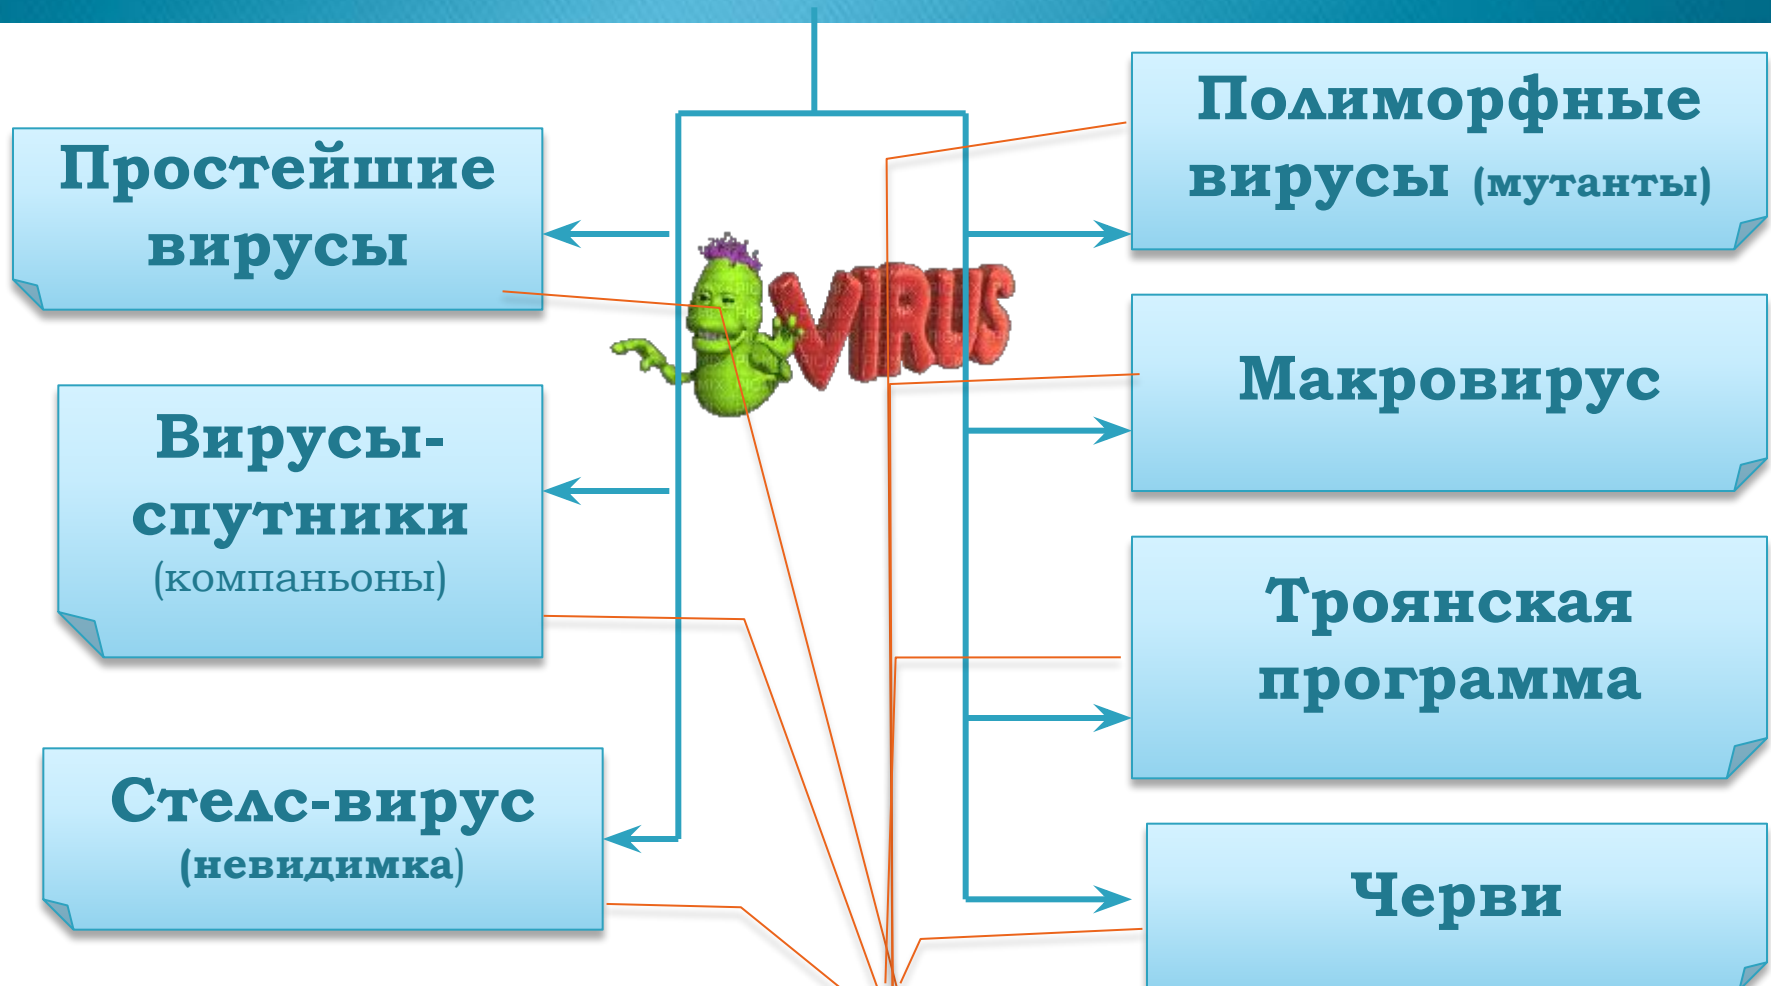 Простейшие
вирусы
Вирусы-
спутники
(компаньоны)
Стелс-вирус
(невидимка)
VIRUS
Полиморфные
вирусы (мутанты)
Макровирус
Троянская
программа
Черви